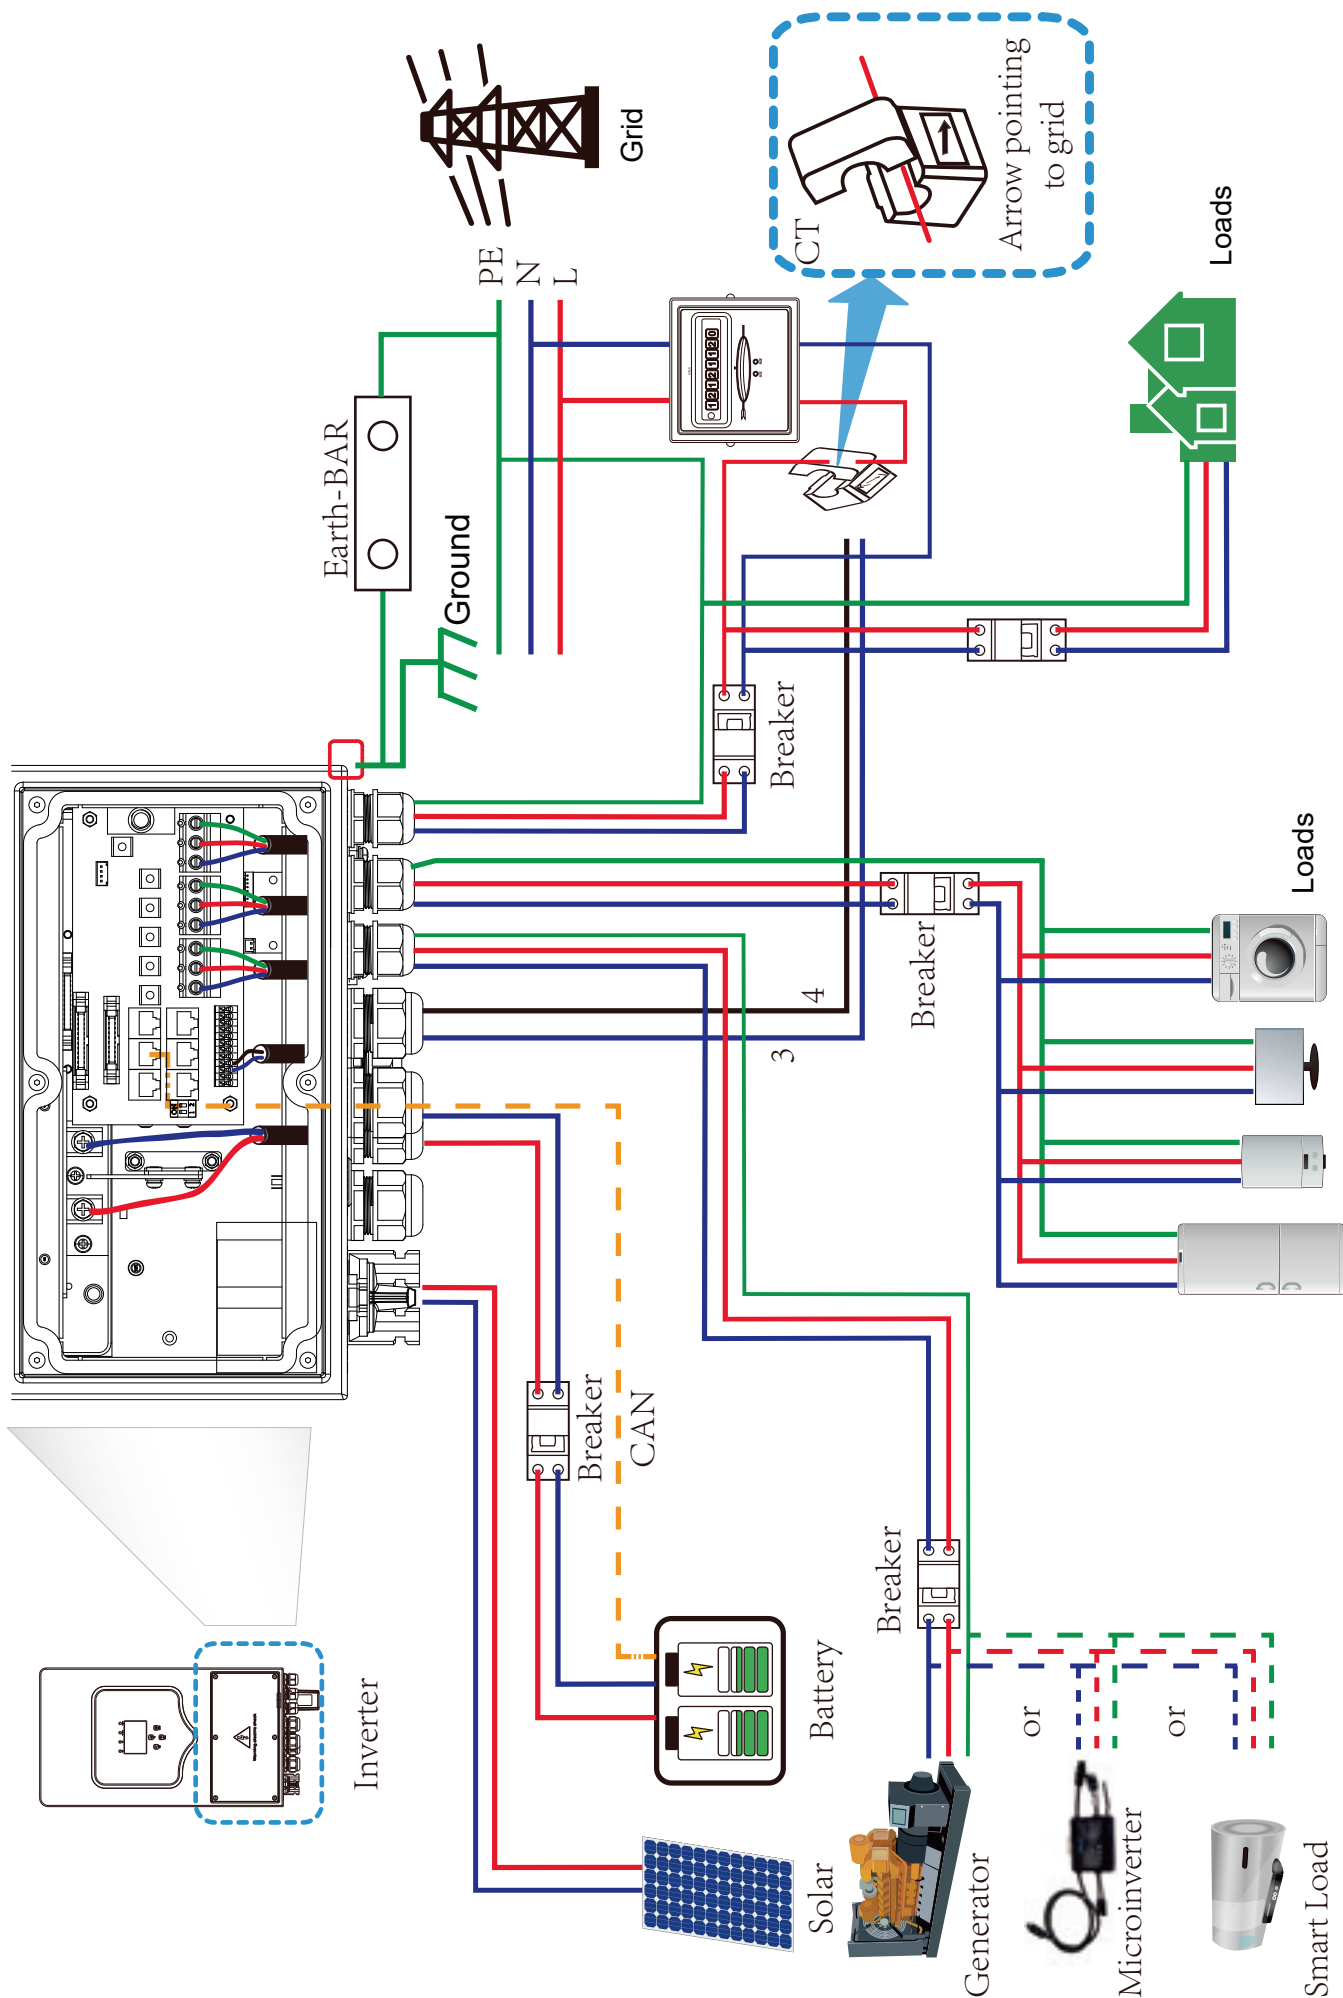 Inverter
Solar
Battery
Generator
or
Microinverter
or
Smart Load
Breaker
CAN
Breaker
3
4
Breaker
Loads
Breaker
Earth-BAR
Ground
PE
N
L
Grid
CT
Arrow pointing
to grid
Loads